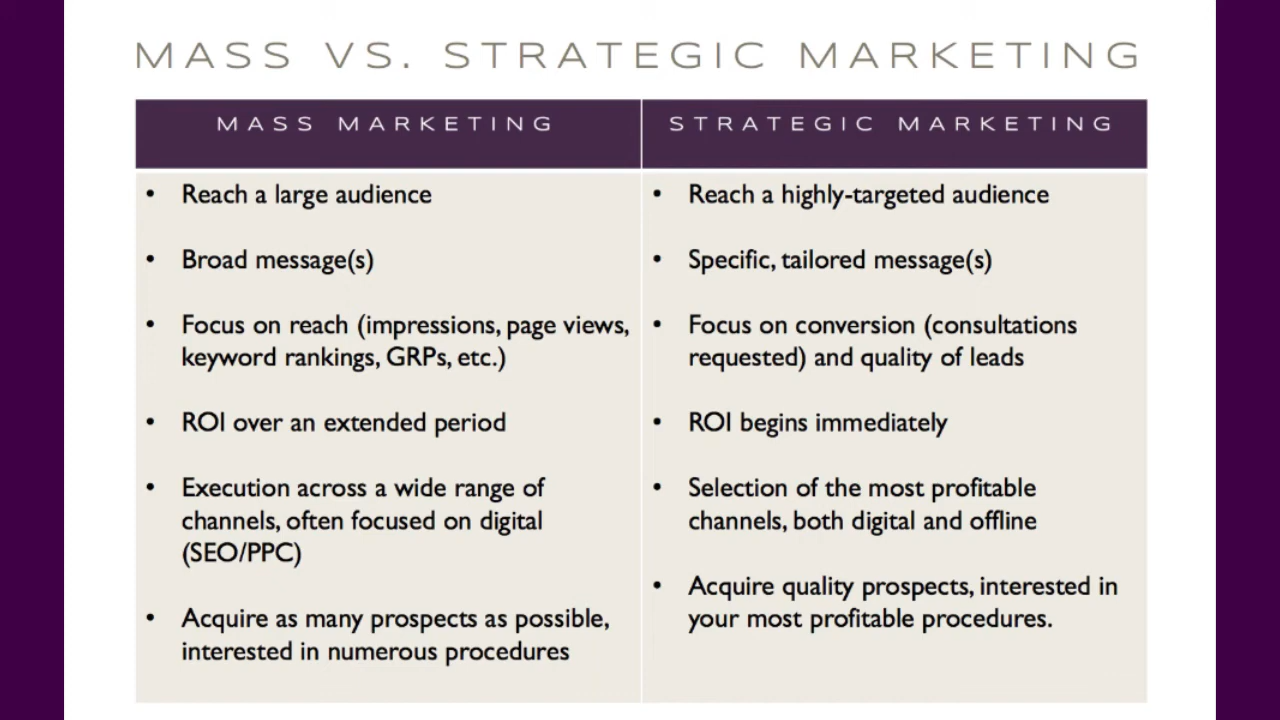 MASS VS. STRATEGIC MARKETING
MASS MARKETING
• Reach a large audience
• Broad message(s)
• Focus on reach (impressions, page views,
keyword rankings, GRPs, etc.)
• ROI over an extended period
• Execution across a wide range of
channels, often focused on digital
(SEO/PPC)
• Acquire as many prospects as possible,
interested in numerous procedures
STRATEGIC MARKETING
• Reach a highly-targeted audience
• Specific, tailored message(s)
• Focus on conversion (consultations
requested) and quality of leads
• ROI begins immediately
• Selection of the most profitable
channels, both digital and offline
• Acquire quality prospects, interested in
your most profitable procedures.